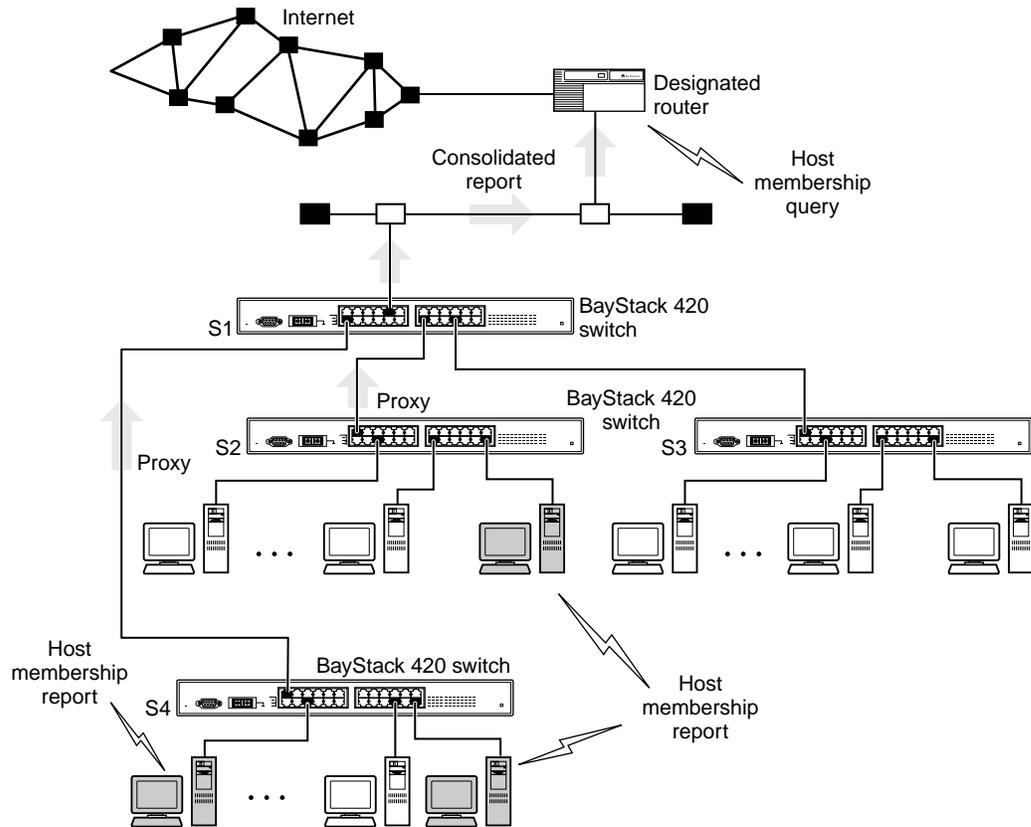 Internet
Designated
router
Consolidated
report
Host
membership
query
BayStack 420
switch
S1
Proxy
BayStack 420
switch
S2
S3
Proxy
Host
membership
report
BayStack 420 switch
Host
membership
report
S4